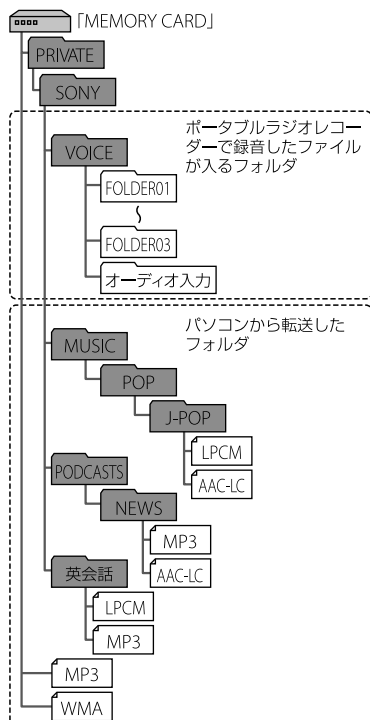 「MEMORY CARD」
PRIVATE
SONY
ポータブルラジオレコー
ダーで録音したファイル
が入るフォルダ
VOICE
FOLDER01
〜
FOLDER03
オーディオ入力
パソコンから転送した
フォルダ
MUSIC
POP
J-POP
LPCM
AAC-LC
PODCASTS
NEWS
MP3
AAC-LC
英会話
LPCM
MP3
MP3
WMA